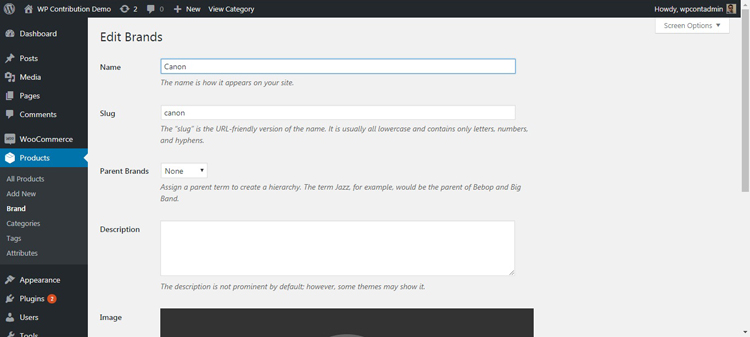 WP Contribution Demo 2 0 New View Category Howdy, wpcontadmin
Screen Options
Dashboard
Posts
Media
Pages
Comments
WooCommerce
Products
All Products
Add New
Brand
Categories
Tags
Attributes
Appearance
Plugins 2
Users
Tools
Edit Brands
Name
Canon
The name is how it appears on your site.
Slug
canon
The "slug" is the URL-friendly version of the name. It is usually all lowercase and contains only letters, numbers,
and hyphens.
Parent Brands
None
Assign a parent term to create a hierarchy. The term Jazz, for example, would be the parent of Bebop and Big
Band.
Description
The description is not prominent by default; however, some themes may show it.
Image